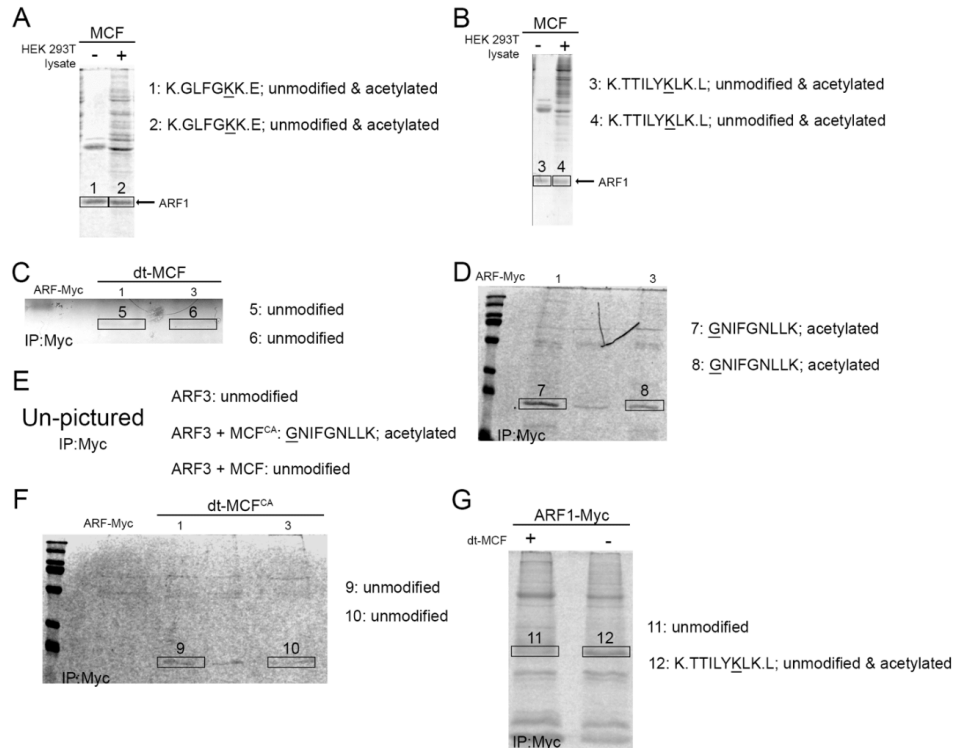 A
MCF
HEK 293T
lysate
- +
1: K.GLFGKK.E; unmodified & acetylated
2: K.GLFGKK.E; unmodified & acetylated
1 2
ARF1
B
MCF
HEK 293T
lysate
- +
3: K.TTILYKLK.L; unmodified & acetylated
4: K.TTILYKLK.L; unmodified & acetylated
3 4
ARF1
C
dt-MCF
ARF-Myc 1 3
5 6
IP:Myc
5: unmodified
6: unmodified
D
ARF-Myc 1 3
7 8
IP:Myc
7: GNIFGNLLK; acetylated
8: GNIFGNLLK; acetylated
E
Un-pictured
IP:Myc
ARF3: unmodified
ARF3 + MCFCA: GNIFGNLLK; acetylated
ARF3 + MCF: unmodified
F
dt-MCFCA
ARF-Myc 1 3
9 10
IP:Myc
9: unmodified
10: unmodified
G
ARF1-Myc
dt-MCF + -
11 12
IP:Myc
11: unmodified
12: K.TTILYKLK.L; unmodified & acetylated